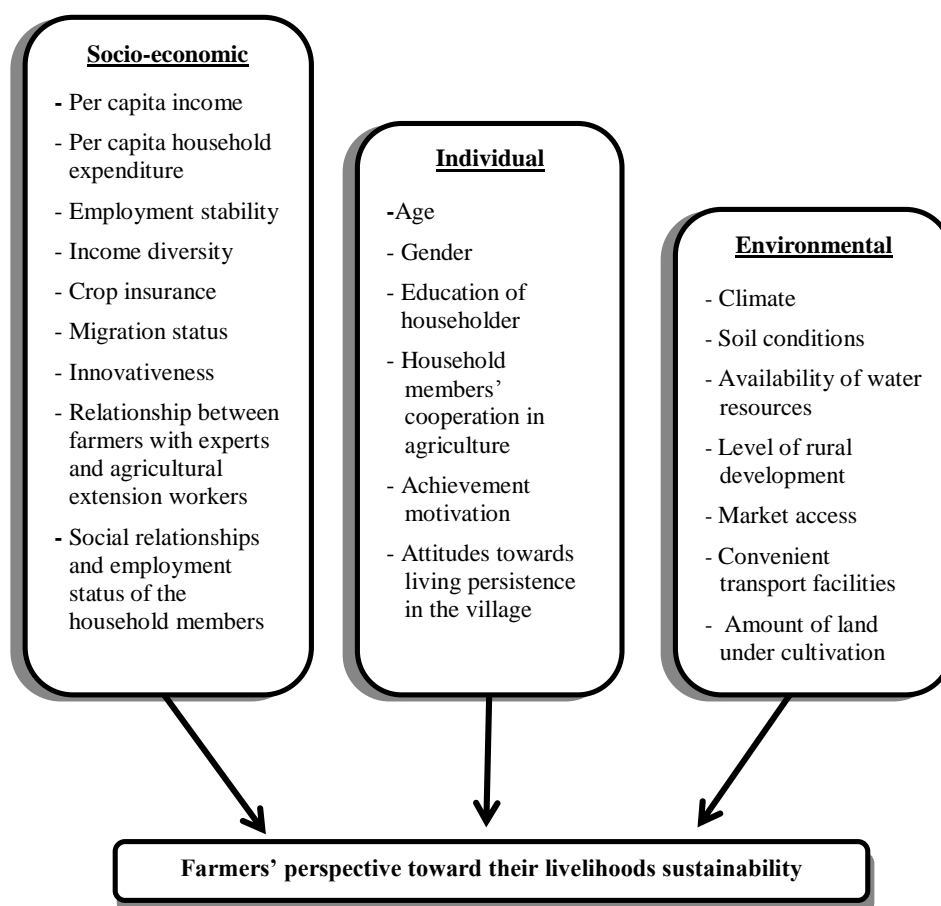 Socio-economic
- Per capita income
- Per capita household
expenditure
- Employment stability
- Income diversity
- Crop insurance
- Migration status
- Innovativeness
- Relationship between
farmers with experts
and agricultural
extension workers
- Social relationships
and employment
status of the
household members
Individual
-Age
- Gender
- Education of
householder
- Household
members’
cooperation in
agriculture
- Achievement
motivation
- Attitudes towards
living persistence
in the village
Environmental
- Climate
- Soil conditions
- Availability of water
resources
- Level of rural
development
- Market access
- Convenient
transport facilities
- Amount of land
under cultivation
Farmers’ perspective toward their livelihoods sustainability